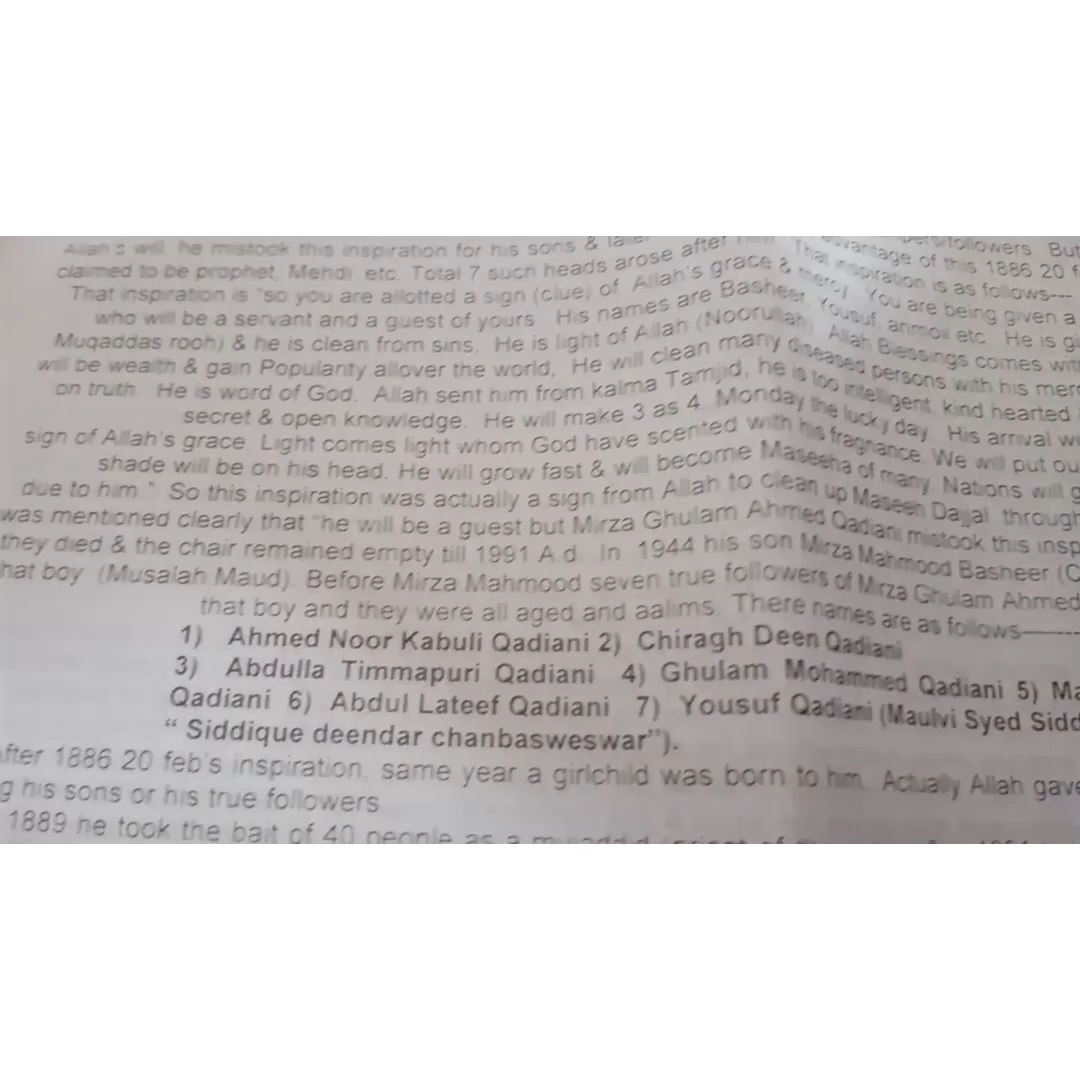 Allah's will, he mistook this inspiration for his sons & followers. But
claimed to be prophet, Mehdi etc. Total 7 such heads arose after of this 1886 20
That inspiration is "so you are allotted a sign (clue) of Allah's grace & mercy. That inspiration is as follows---
who will be a servant and a guest of yours. His names are Basheer, You are being given a
Muqaddas rooh) & he is clean from sins. He is light of Allah (Noorullah) Yousuf, anmoil etc. He is
will be wealth & gain Popularity allover the world, He will clean many Allah Blessings comes
on truth. He is word of God. Allah sent him from kalma Tamjid, diseased persons with his
secret & open knowledge. He will make 3 as 4. Monday he is too intelligent, kind hearted
sign of Allah's grace. Light comes light whom God have scented with the lucky day. His arrival
shade will be on his head. He will grow fast & will become Maseeha his fragnance. We will put
due to him." So this inspiration was actually a sign from Allah to clean of many. Nations will
was mentioned clearly that "he will be a guest but Mirza Ghulam Ahmed up Maseeh Dajjal through
they died & the chair remained empty till 1991 A.d. In 1944 his son Qadiani mistook this
boy (Musalah Maud). Before Mirza Mahmood seven true followers Mirza Mahmood Basheer
that boy and they were all aged and aalims. of Mirza Ghulam Ahmed
There names are as follows----
1) Ahmed Noor Kabuli Qadiani 2) Chiragh Deen Qadiani
3) Abdulla Timmapuri Qadiani 4) Ghulam Mohammed Qadiani 5)
Qadiani 6) Abdul Lateef Qadiani 7) Yousuf Qadiani (Maulvi Syed
" Siddique deendar chanbasweswar").
1886 20 feb's inspiration, same year a girlchild was born to him. Actually Allah
his sons or his true followers
1889 he took the bait of 40 people as a